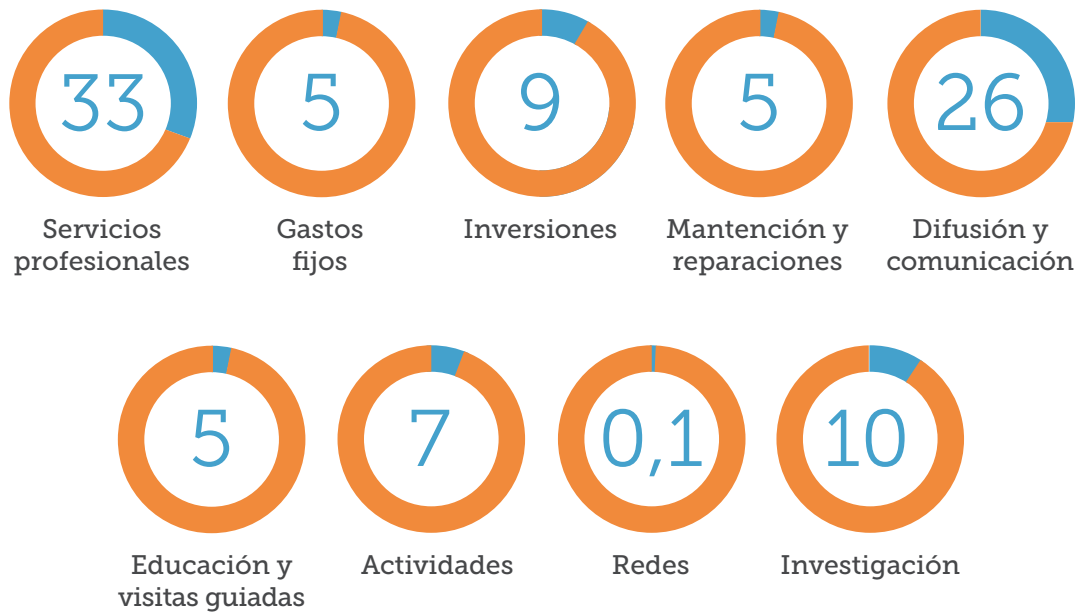 33
Servicios
profesionales
5
Gastos
fijos
9
Inversiones
5
Mantención y
reparaciones
26
Difusión y
comunicación
5
Educación y
visitas guiadas
7
Actividades
0,1
Redes
10
Investigación